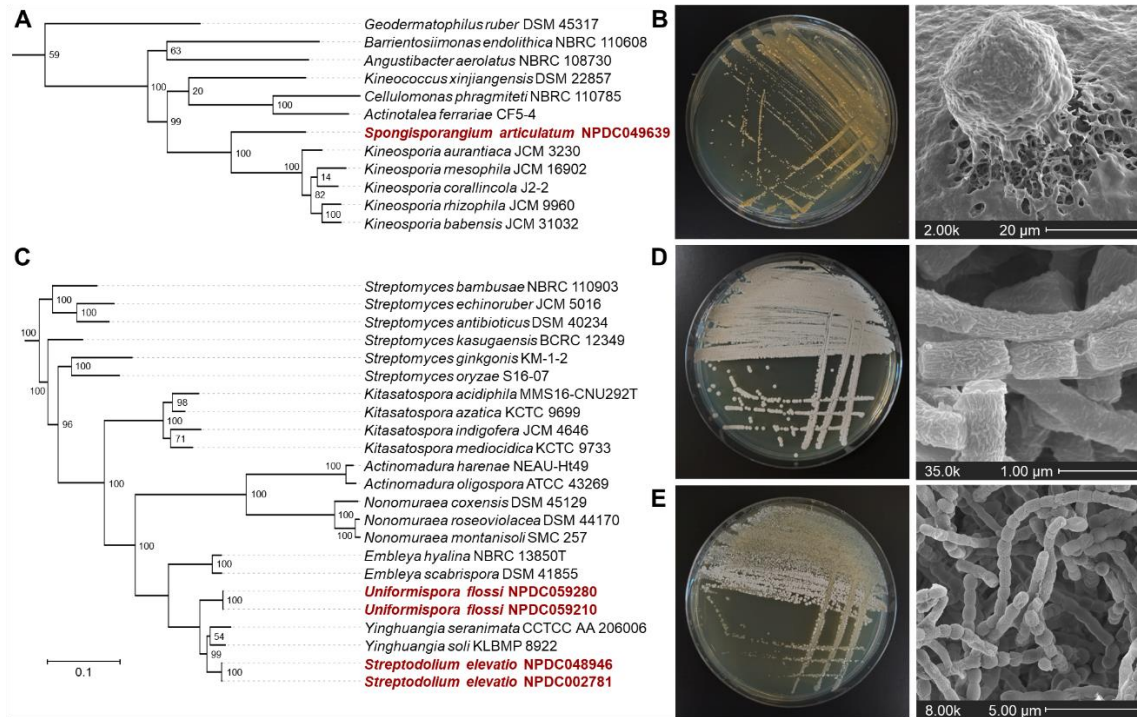 A
Geodermatophilus ruber DSM 45317
Barrientosiimonas endolithica NBRC 110608
Angustibacter aerolatus NBRC 108730
Kineococcus xinjiangensis DSM 22857
Cellulomonas phragmiteti NBRC 110785
Actinotalea ferrariae CF5-4
Spongisporangium articulatum NPDC049639
Kineosporia aurantiaca JCM 3230
Kineosporia mesophila JCM 16902
Kineosporia corallincola J2-2
Kineosporia rhizophila JCM 9960
Kineosporia babensis JCM 31032
59
63
100
20
100
99
100
100
14
82
100
B
2.00k 20 µm
C
Streptomyces bambusae NBRC 110903
Streptomyces echinoruber JCM 5016
Streptomyces antibioticus DSM 40234
Streptomyces kasugaensis BCRC 12349
Streptomyces ginkgonis KM-1-2
Streptomyces oryzae S16-07
Kitasatospora acidiphila MMS16-CNU292T
Kitasatospora azatica KCTC 9699
Kitasatospora indigofera JCM 4646
Kitasatospora mediocidica KCTC 9733
Actinomadura harenae NEAU-Ht49
Actinomadura oligospora ATCC 43269
Nonomuraea coxensis DSM 45129
Nonomuraea roseoviolacea DSM 44170
Nonomuraea montanisoli SMC 257
Embleya hyalina NBRC 13850T
Embleya scabrispora DSM 41855
Uniformispora flossi NPDC059280
Uniformispora flossi NPDC059210
Yinghuangia seranimata CCTCC AA 206006
Yinghuangia soli KLBMP 8922
Streptodolium elevatio NPDC048946
Streptodolium elevatio NPDC002781
100
100
100
100
100
96
98
100
71
100
100
100
100
100
100
100
100
54
99
100
0.1
D
35.0k 1.00 µm
E
8.00k 5.00 µm